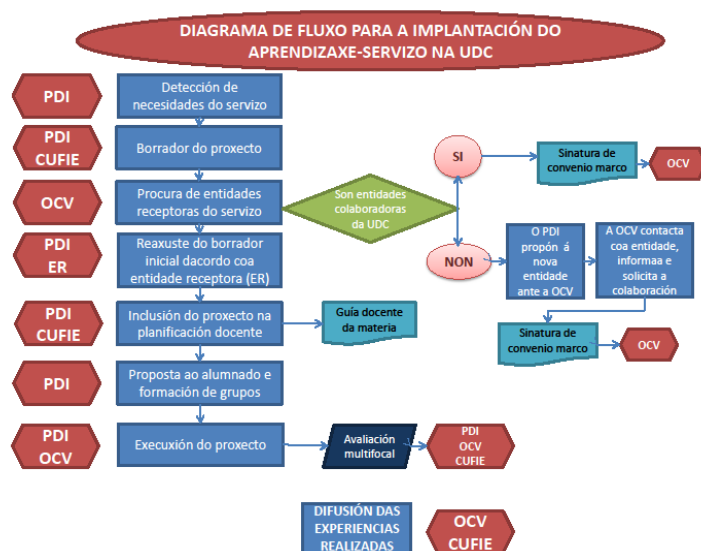 DIAGRAMA DE FLUXO PARA A IMPLANTACIÓN DO
APRENDIZAXE-SERVIZO NA UDC
PDI
Detección de
necesidades do servizo
PDI
CUFIE
Borrador do proxecto
SI
Sinatura de
convenio marco
OCV
OCV
Procura de entidades
receptoras do servizo
Son entidades
colaboradoras
da UDC
PDI
ER
Reaxuste do borrador
inicial dacordo coa
entidade receptora (ER)
NON
O PDI
propón á
nova
entidade
ante a OCV
A OCV contacta
coa entidade,
informaa e
solicita a
colaboración
PDI
CUFIE
Inclusión do proxecto na
planificación docente
Guía docente
da materia
Sinatura de
convenio marco
OCV
PDI
Proposta ao alumnado e
formación de grupos
PDI
OCV
Execuxión do proxecto
Avaliación
multifocal
PDI
OCV
CUFIE
DIFUSIÓN DAS
EXPERIENCIAS
REALIZADAS
OCV
CUFIE